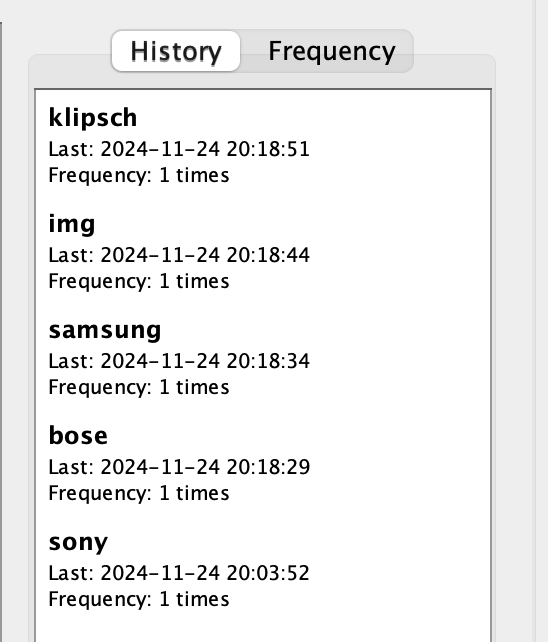 History Frequency
klipsch
Last: 2024-11-24 20:18:51
Frequency: 1 times
img
Last: 2024-11-24 20:18:44
Frequency: 1 times
samsung
Last: 2024-11-24 20:18:34
Frequency: 1 times
bose
Last: 2024-11-24 20:18:29
Frequency: 1 times
sony
Last: 2024-11-24 20:03:52
Frequency: 1 times